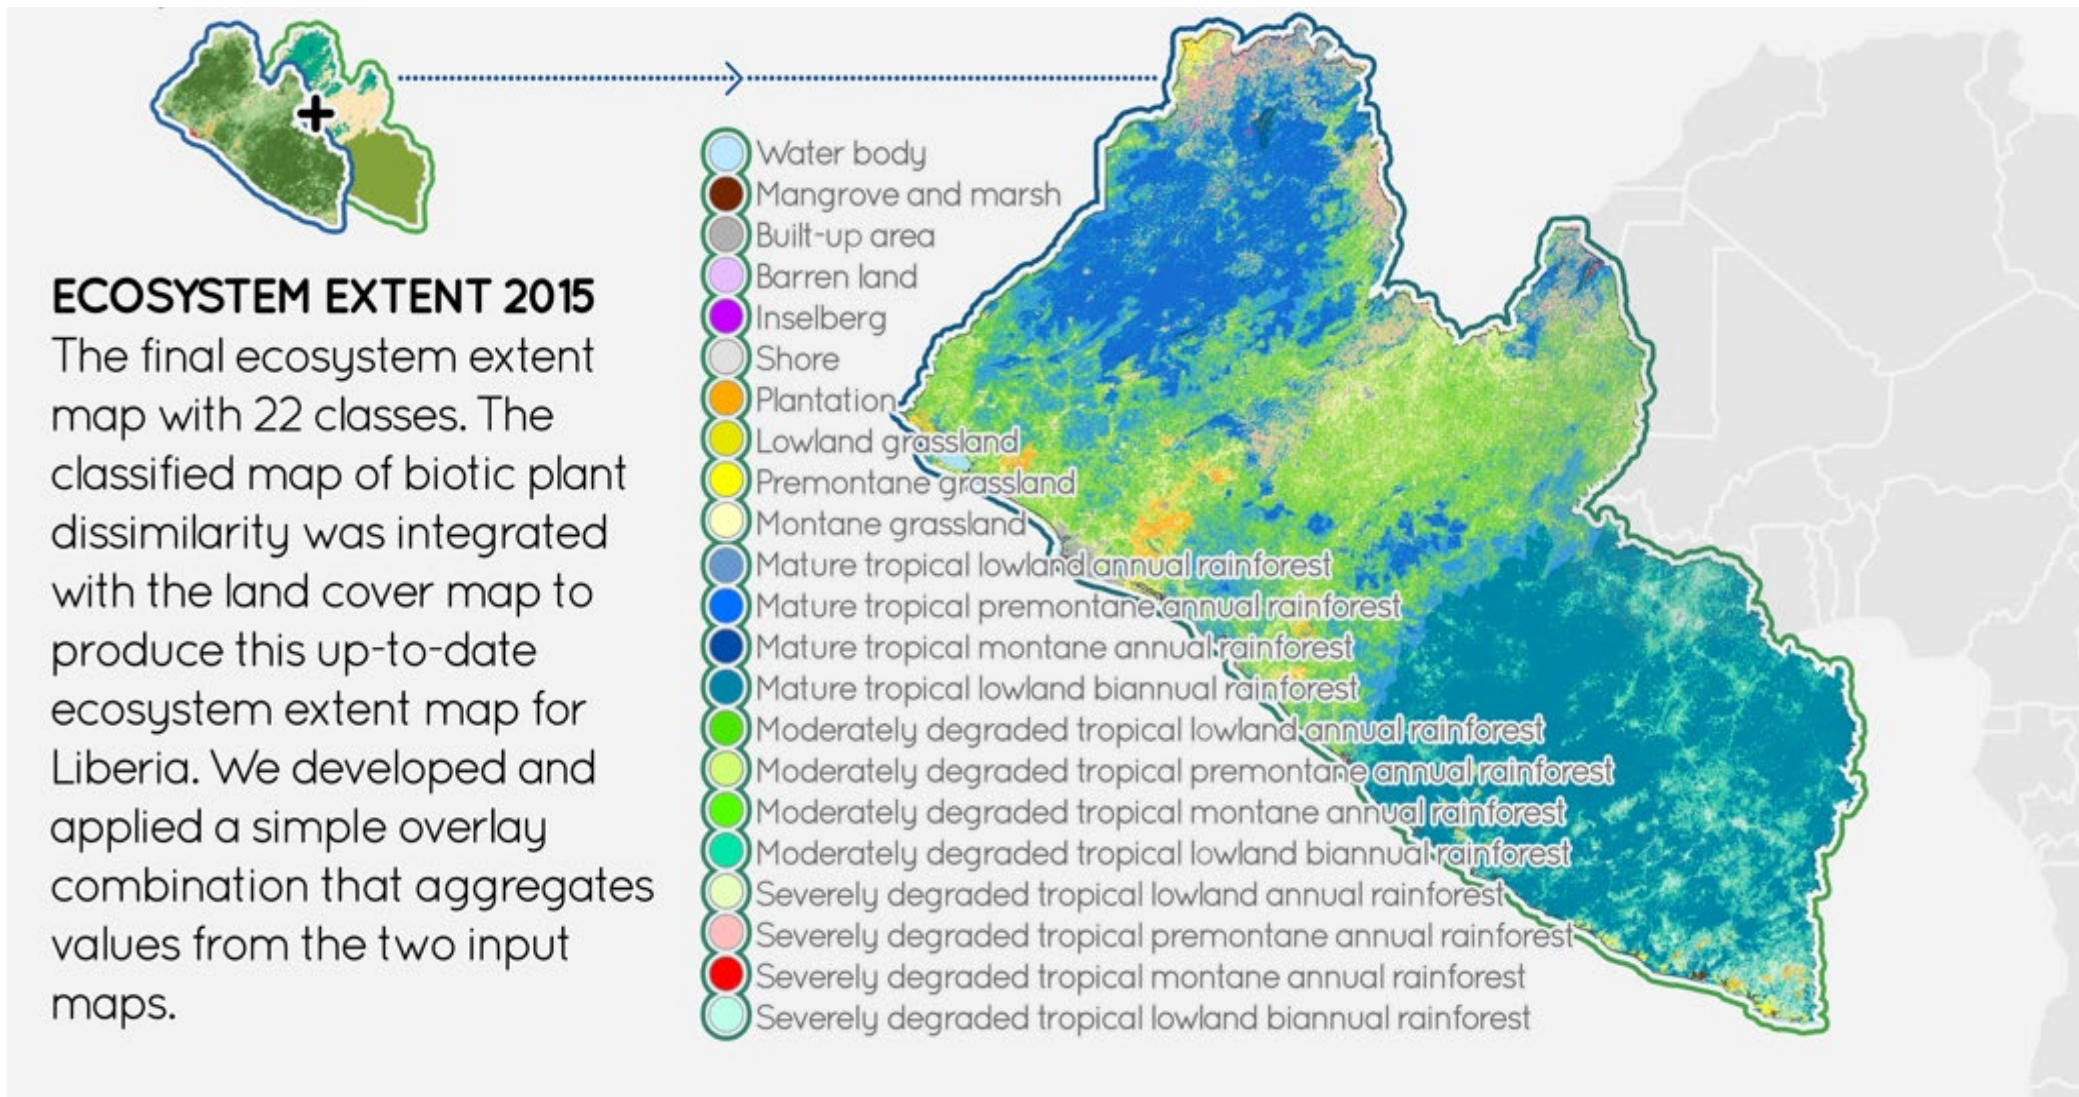 ECOSYSTEM EXTENT 2015
The final ecosystem extent
map with 22 classes. The
classified map of biotic plant
dissimilarity was integrated
with the land cover map to
produce this up-to-date
ecosystem extent map for
Liberia. We developed and
applied a simple overlay
combination that aggregates
values from the two input
maps.
Water body
Mangrove and marsh
Built-up area
Barren land
Inselberg
Shore
Plantation
Lowland grassland
Premontane grassland
Montane grassland
Mature tropical lowland annual rainforest
Mature tropical premontane annual rainforest
Mature tropical montane annual rainforest
Mature tropical lowland biannual rainforest
Moderately degraded tropical lowland annual rainforest
Moderately degraded tropical premontane annual rainforest
Moderately degraded tropical montane annual rainforest
Moderately degraded tropical lowland biannual rainforest
Severely degraded tropical lowland annual rainforest
Severely degraded tropical premontane annual rainforest
Severely degraded tropical montane annual rainforest
Severely degraded tropical lowland biannual rainforest